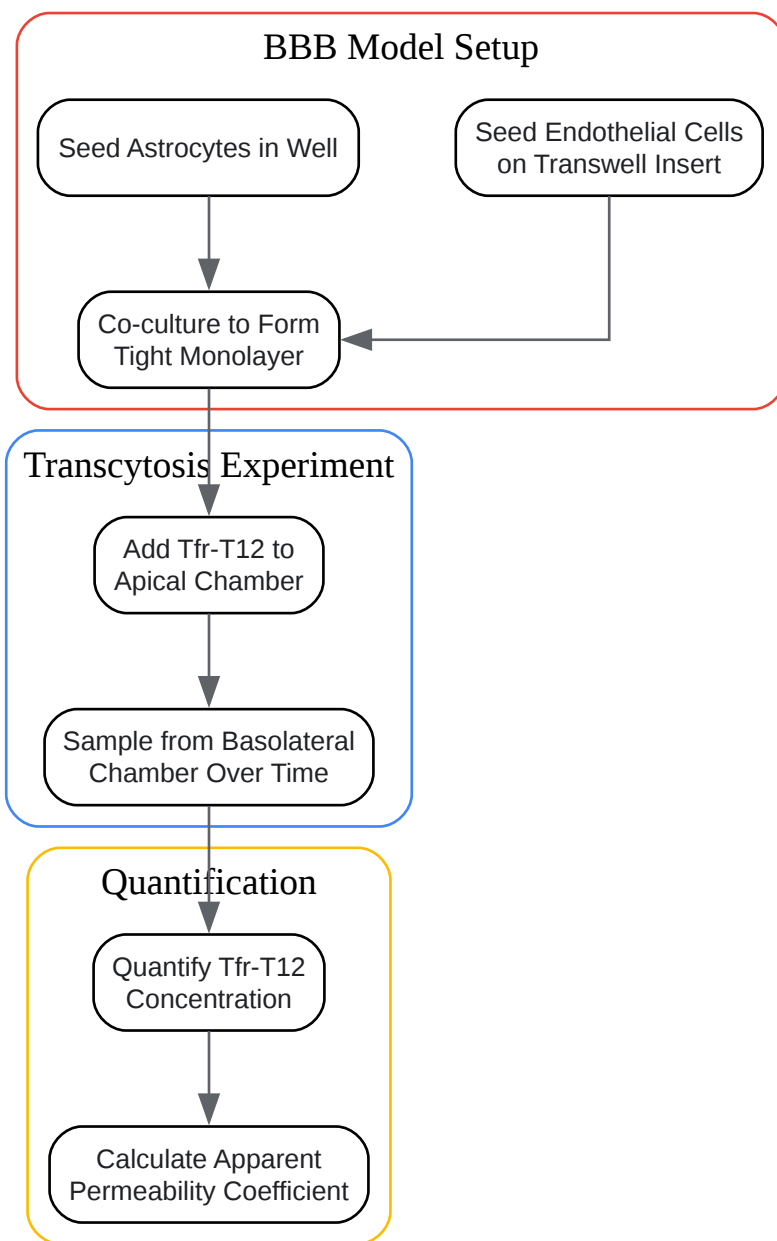 BBB Model Setup
Seed Astrocytes in Well
Seed Endothelial Cells
on Transwell Insert
Co-culture to Form
Tight Monolayer
Transcytosis Experiment
Add Tfr-T12 to
Apical Chamber
Sample from Basolateral
Chamber Over Time
Quantification
Quantify Tfr-T12
Concentration
Calculate Apparent
Permeability Coefficient